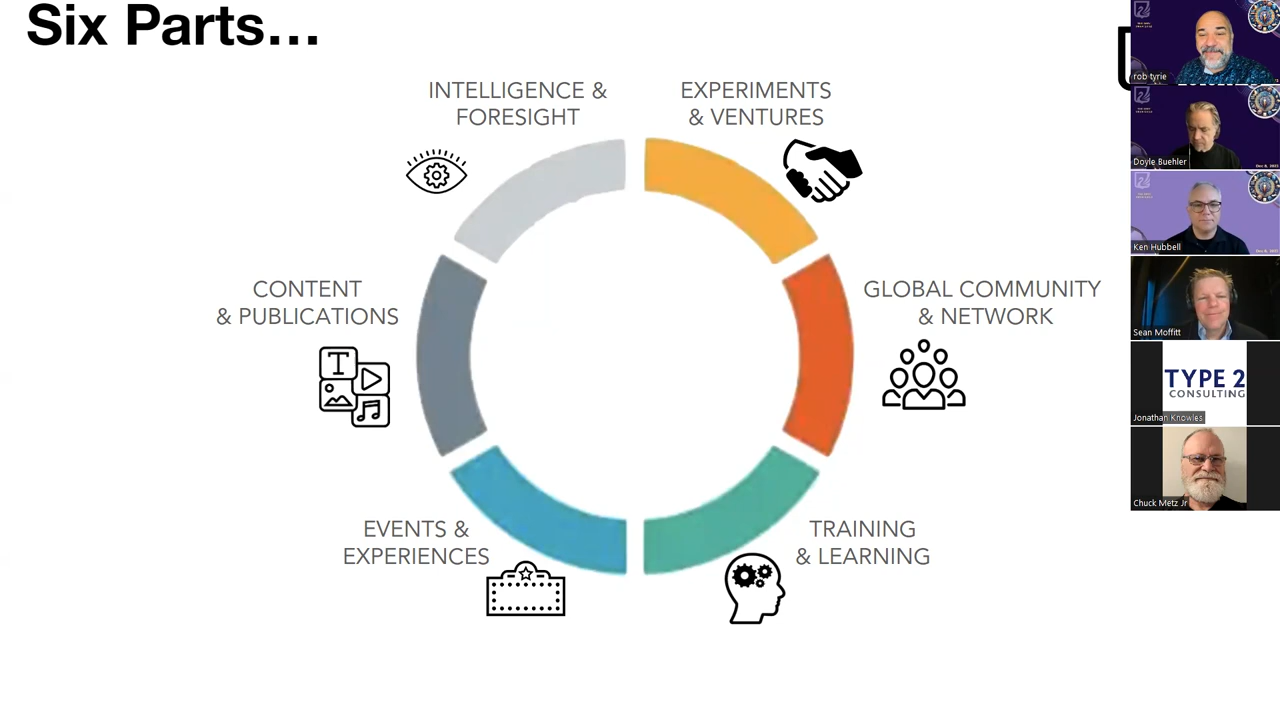 Six Parts...
INTELLIGENCE &
FORESIGHT
EXPERIMENTS
& VENTURES
CONTENT
& PUBLICATIONS
T
GLOBAL COMMUNITY
& NETWORK
EVENTS &
EXPERIENCES
TRAINING
& LEARNING
rob tyrie
Doyle Buehler
Ken Hubbell
Sean Moffitt
TYPE 2
CONSULTING
Jonathan Knowles
Chuck Metz Jr